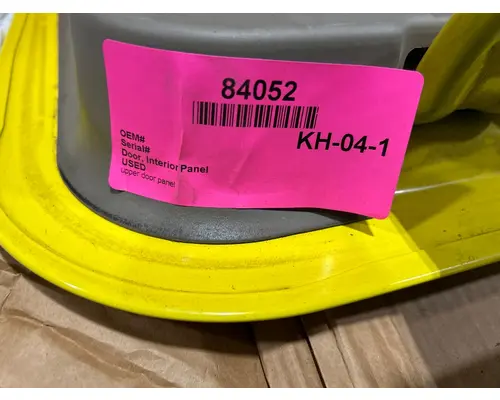 84052
KH-04-1
OEM#
Serial#
Door, Interior Panel
USED
upper door panel